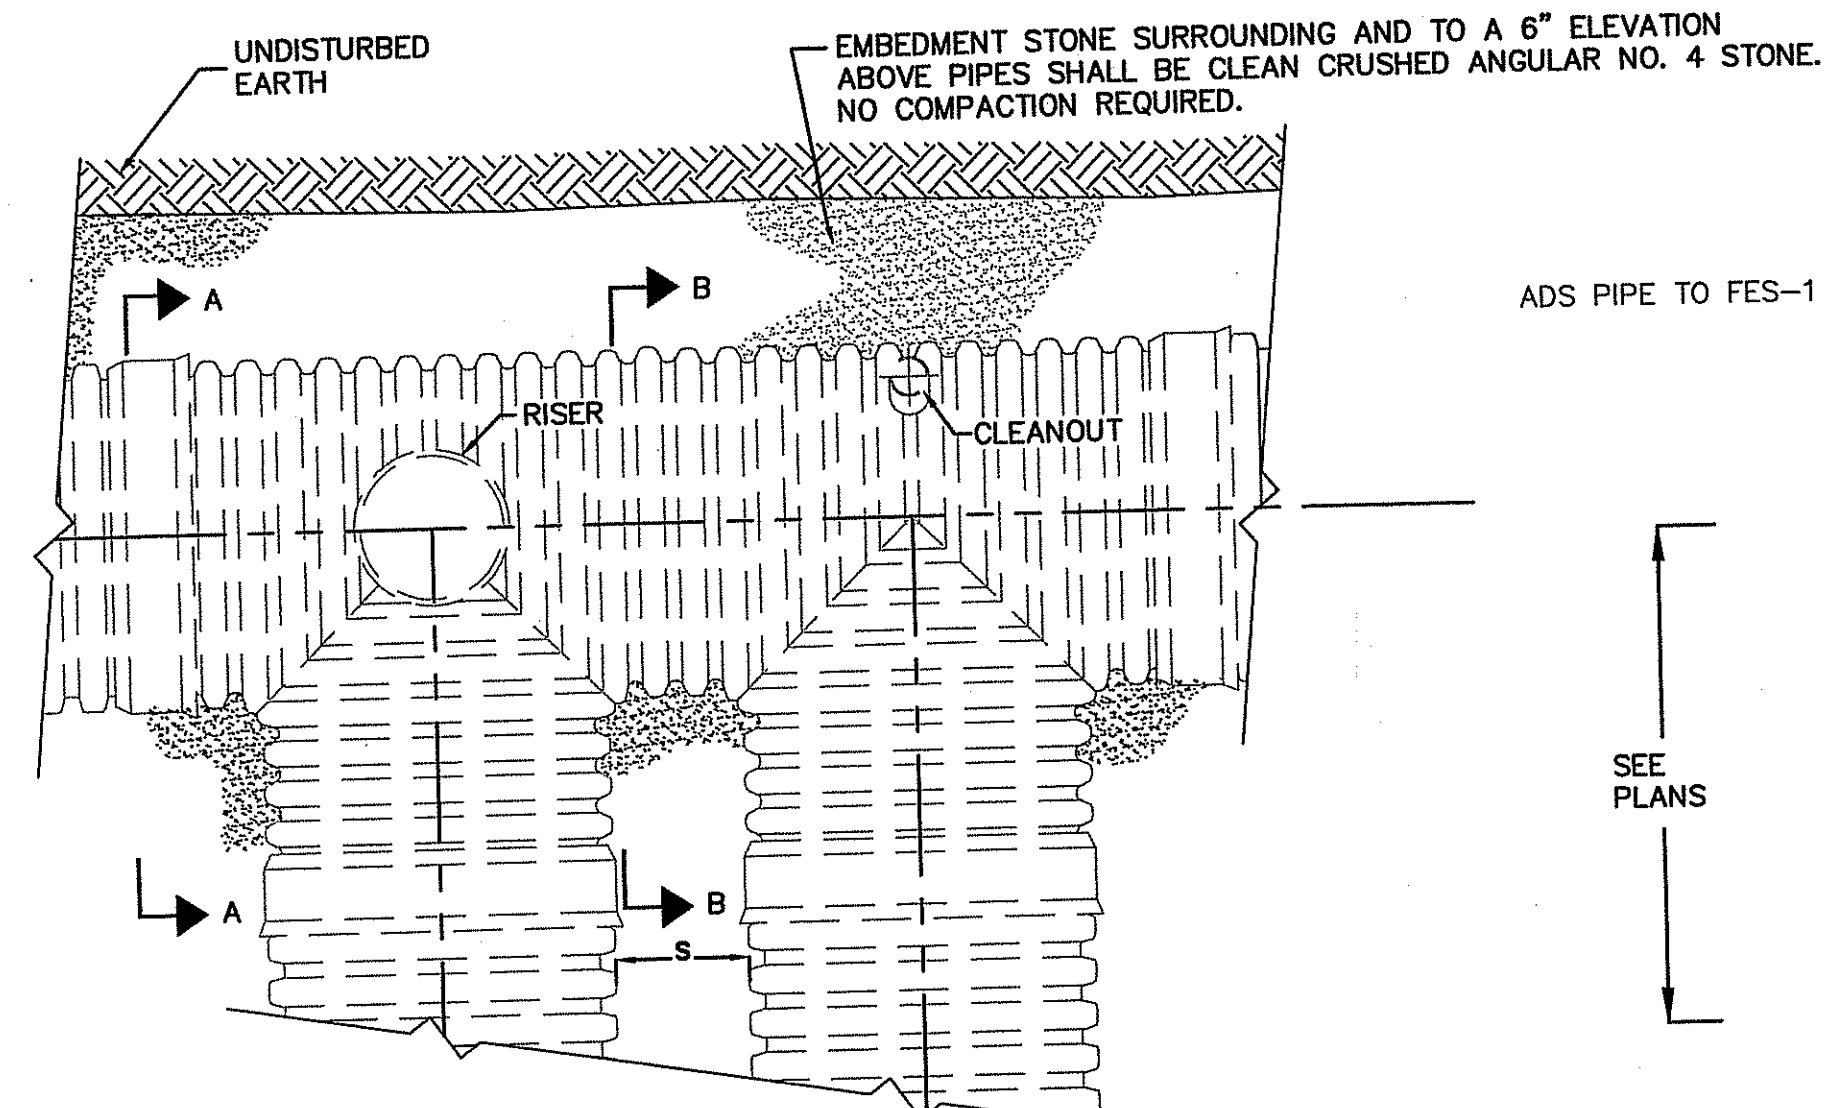 UNDISTURBED
EARTH
EMBEDMENT STONE SURROUNDING AND TO A 6” ELEVATION
ABOVE PIPES SHALL BE CLEAN CRUSHED ANGULAR NO. 4 STONE.
NO COMPACTION REQUIRED.
A
B
ADS PIPE TO FES-1
RISER
CLEANOUT
SEE
PLANS
A
B
S